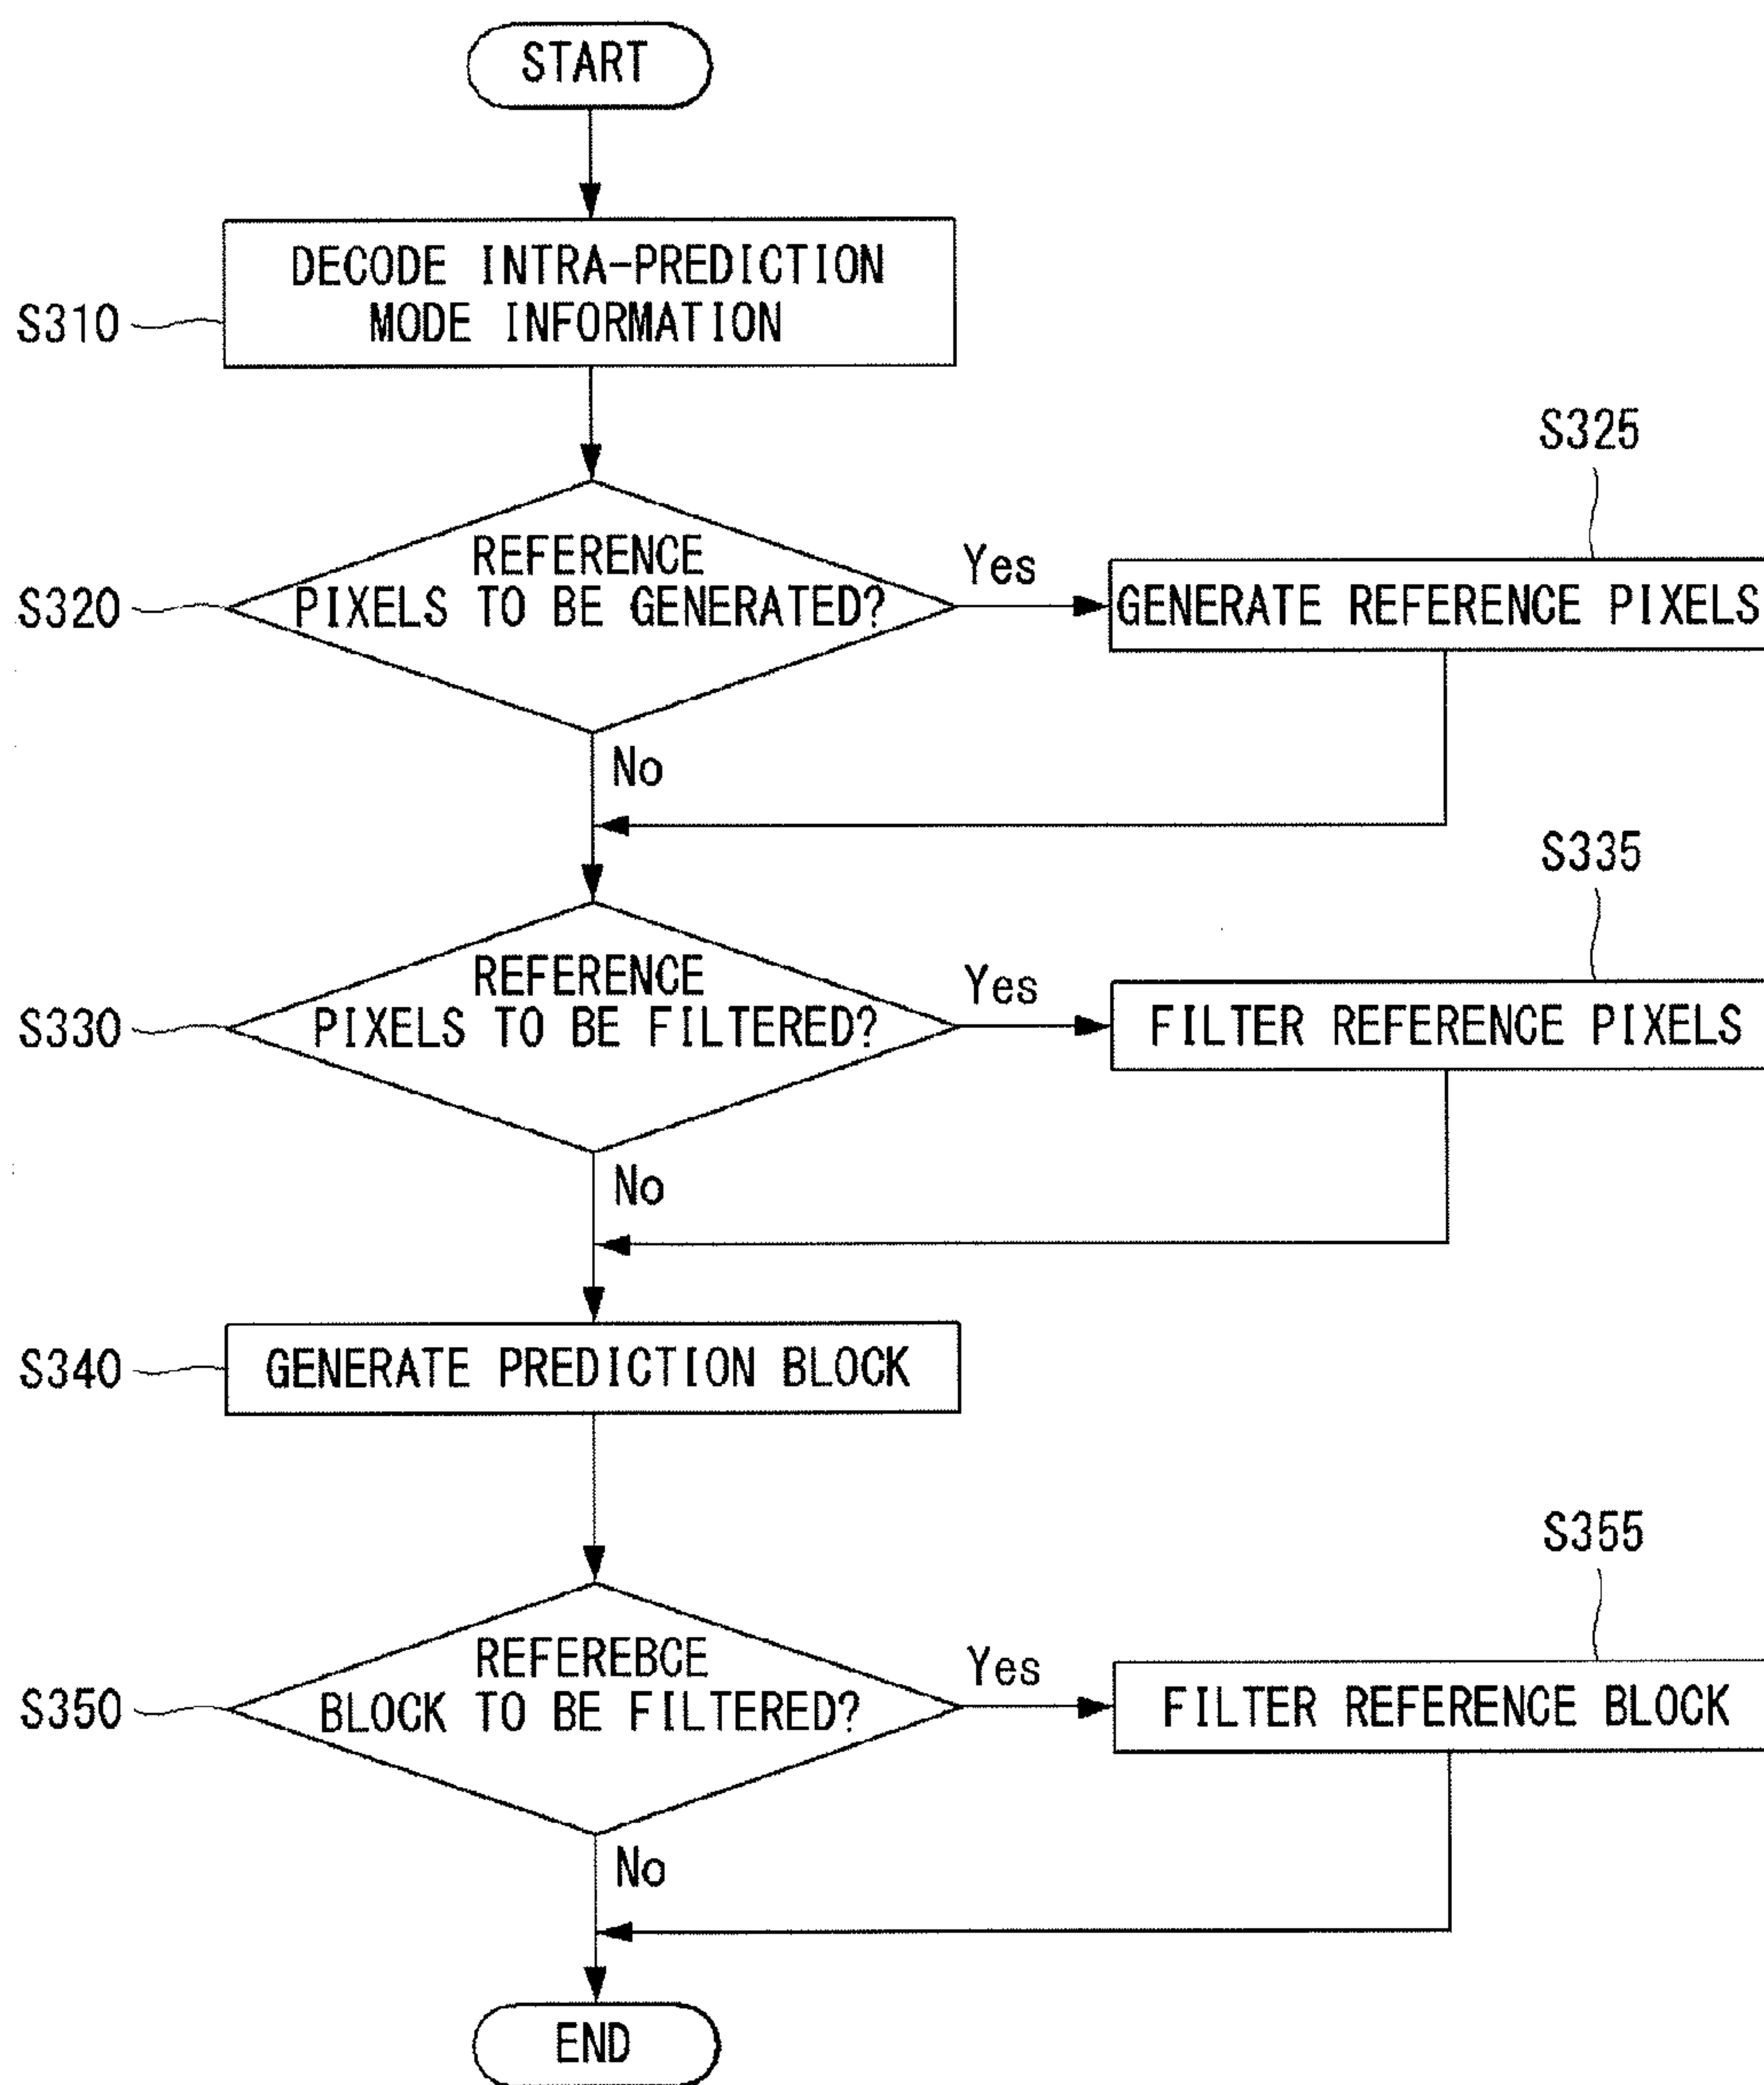 START
DECODE INTRA-PREDICTION
MODE INFORMATION
S310
S325
REFERENCE
PIXELS TO BE GENERATED?
S320
Yes
GENERATE REFERENCE PIXELS
No
S335
REFERENCE
PIXELS TO BE FILTERED?
S330
Yes
FILTER REFERENCE PIXELS
No
S340
GENERATE PREDICTION BLOCK
S355
REFEREBCE
BLOCK TO BE FILTERED?
S350
Yes
FILTER REFERENCE BLOCK
No
END